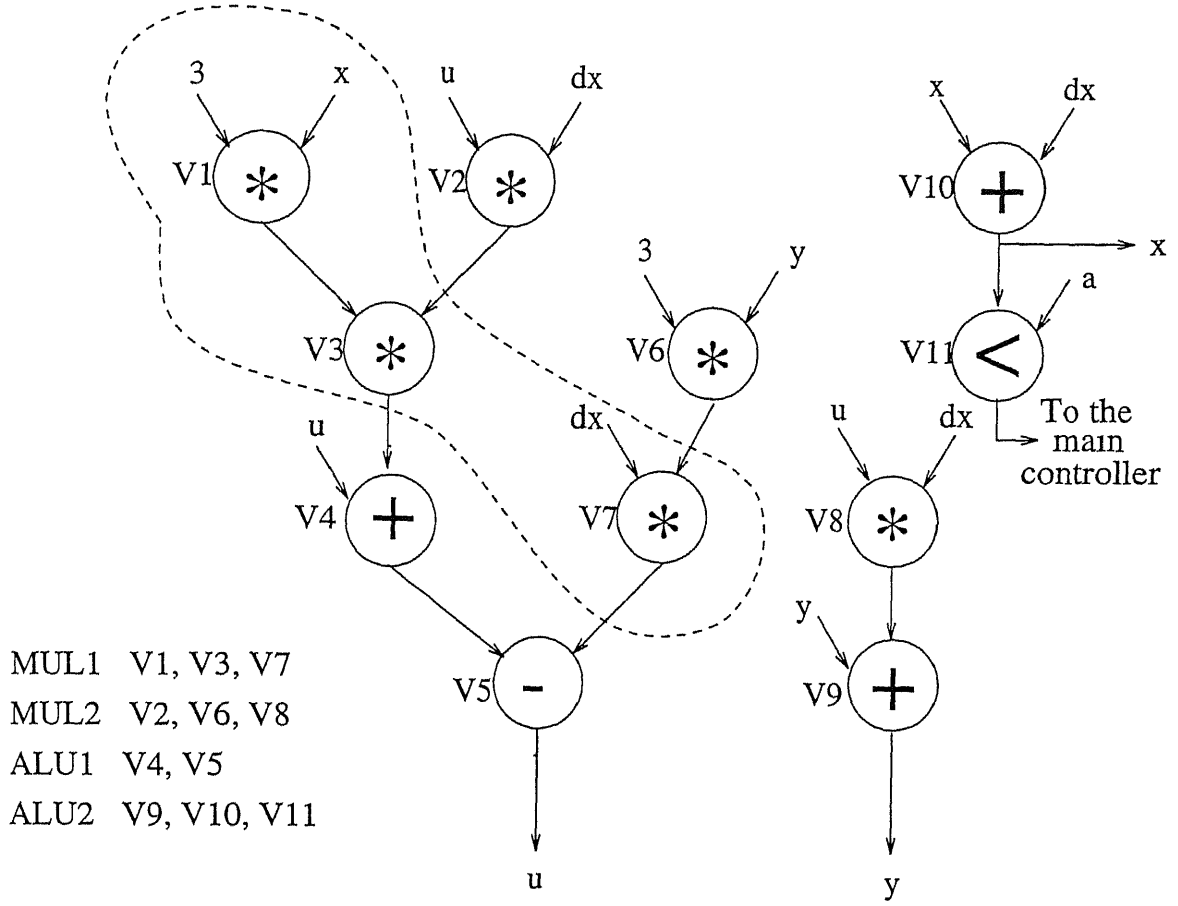 3 x u dx
x dx
V1 * V2 *
V10 +
3 y
x
a
V3 * V6 *
V11 <
u dx
u dx
To the
main
controller
V4 + V7 *
V8 *
y
MUL1 V1, V3, V7
V5 -
V9 +
MUL2 V2, V6, V8
ALU1 V4, V5
ALU2 V9, V10, V11
u
y